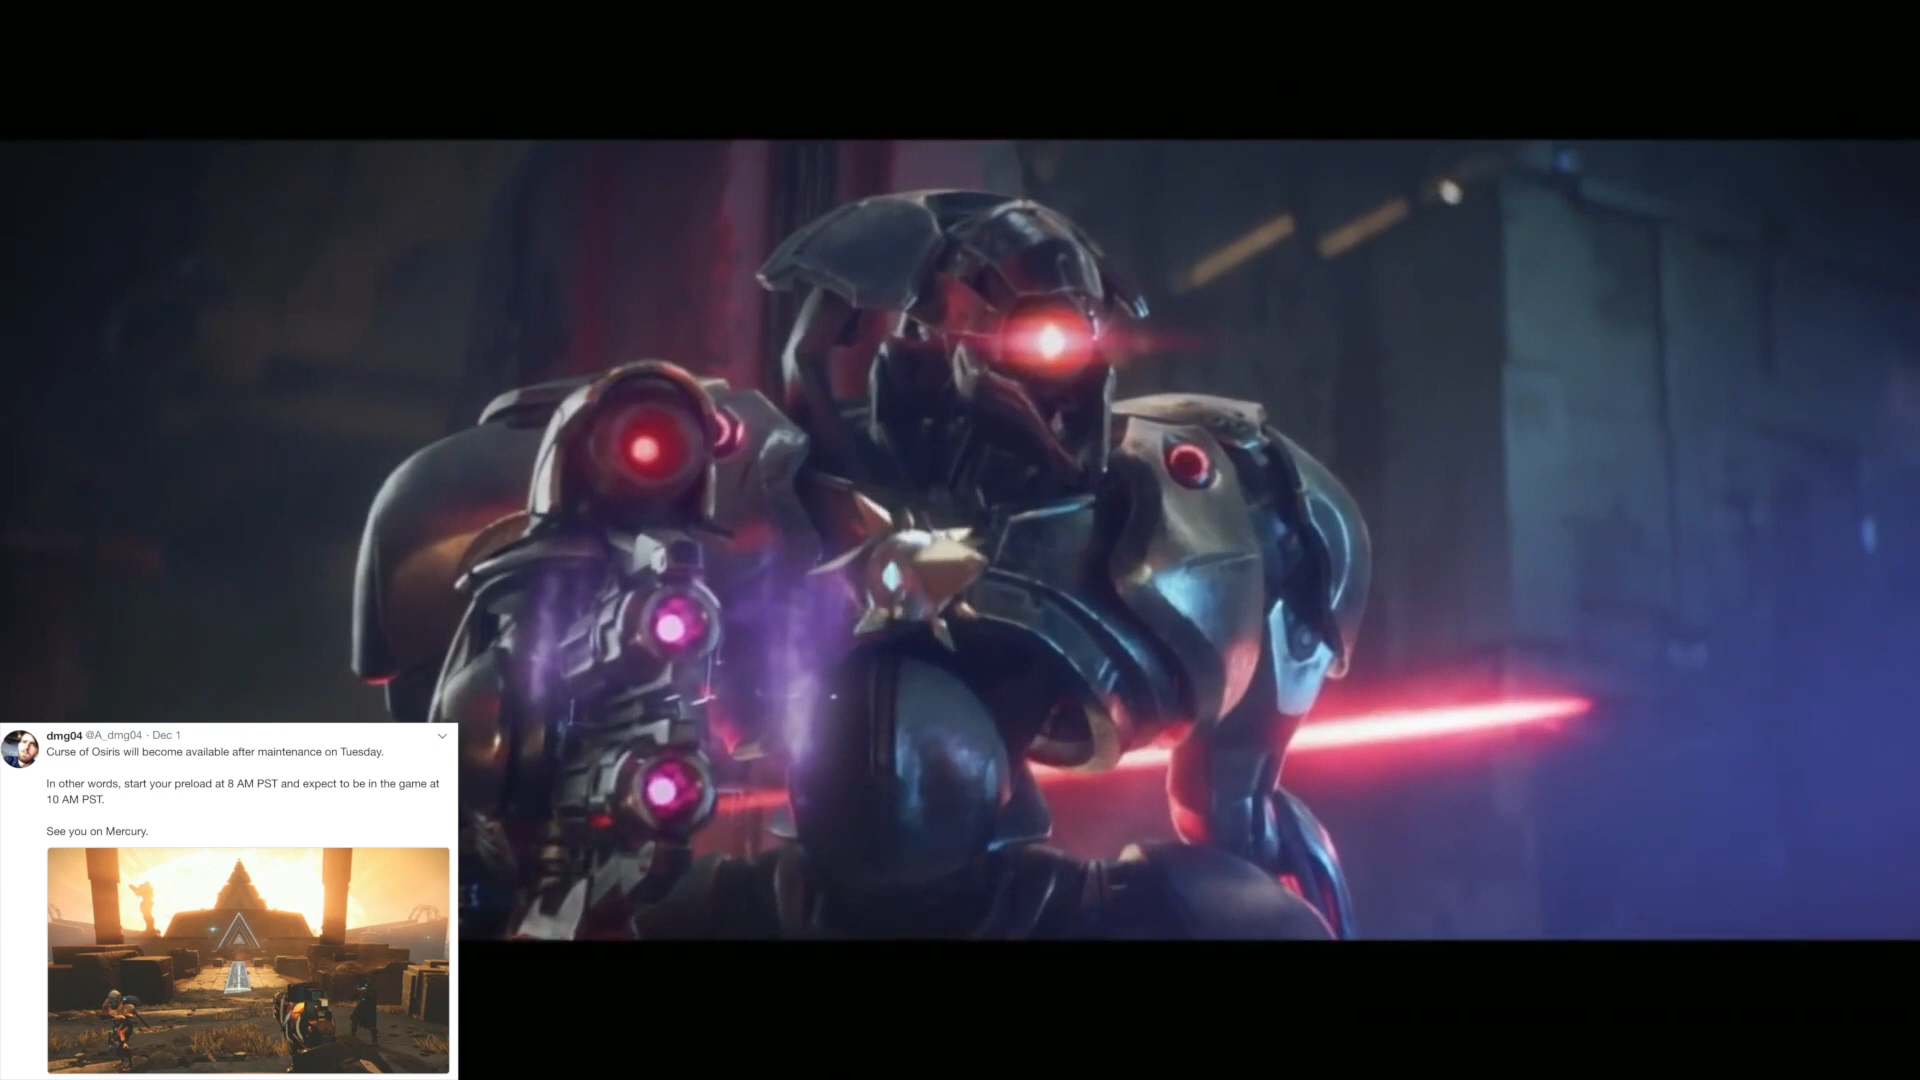 dmg04 @A_dmg04 · Dec 1
Curse of Osiris will become available after maintenance on Tuesday.
In other words, start your preload at 8 AM PST and expect to be in the game at
10 AM PST.
See you on Mercury.